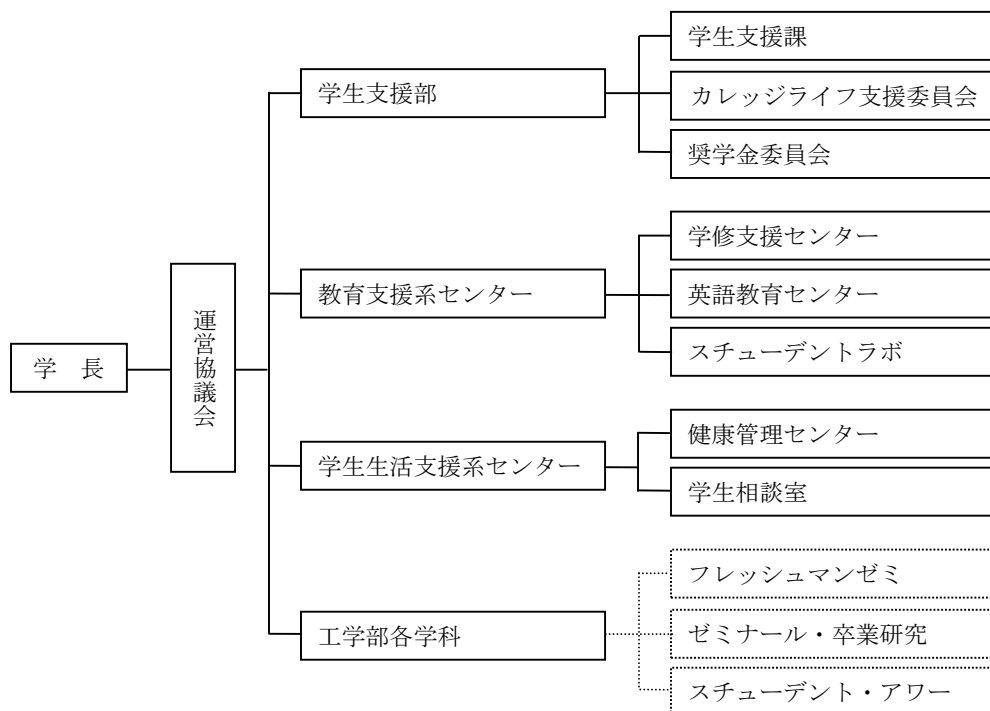 学　長
運営協議会
学生支援部
学生支援課
カレッジライフ支援委員会
奨学金委員会
教育支援系センター
学修支援センター
英語教育センター
スチューデントラボ
学生生活支援系センター
健康管理センター
学生相談室
工学部各学科
フレッシュマンゼミ
ゼミナール・卒業研究
スチューデント・アワー